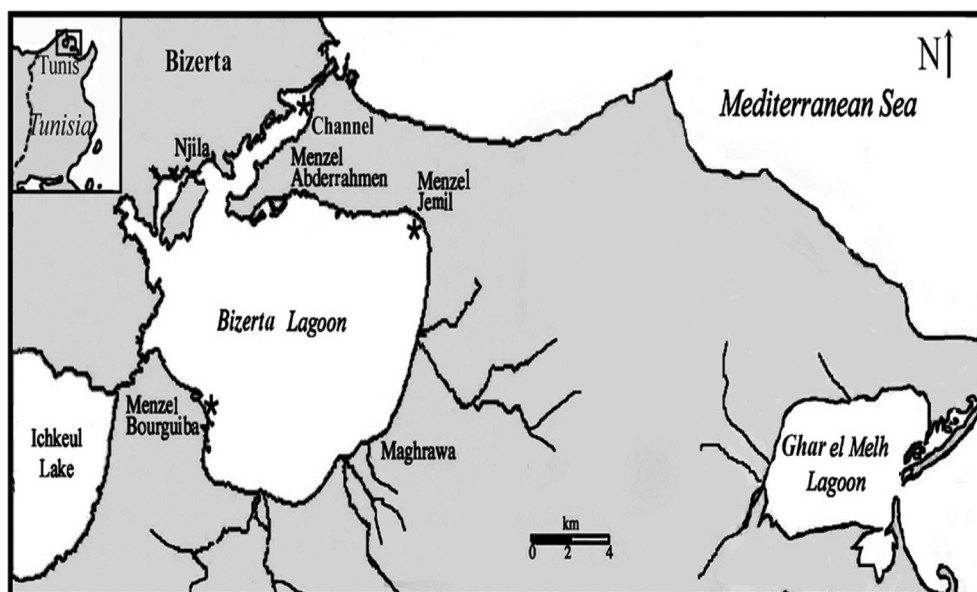 Tunis
Tunisia
Bizerta
N
Mediterranean Sea
Channel
Njila
Menzel
Abderrahmen
Menzel
Jemil
Bizerta Lagoon
Menzel
Bourguiba
Ichkeul
Lake
Maghrawa
Ghar el Melh
Lagoon
km
0 2 4